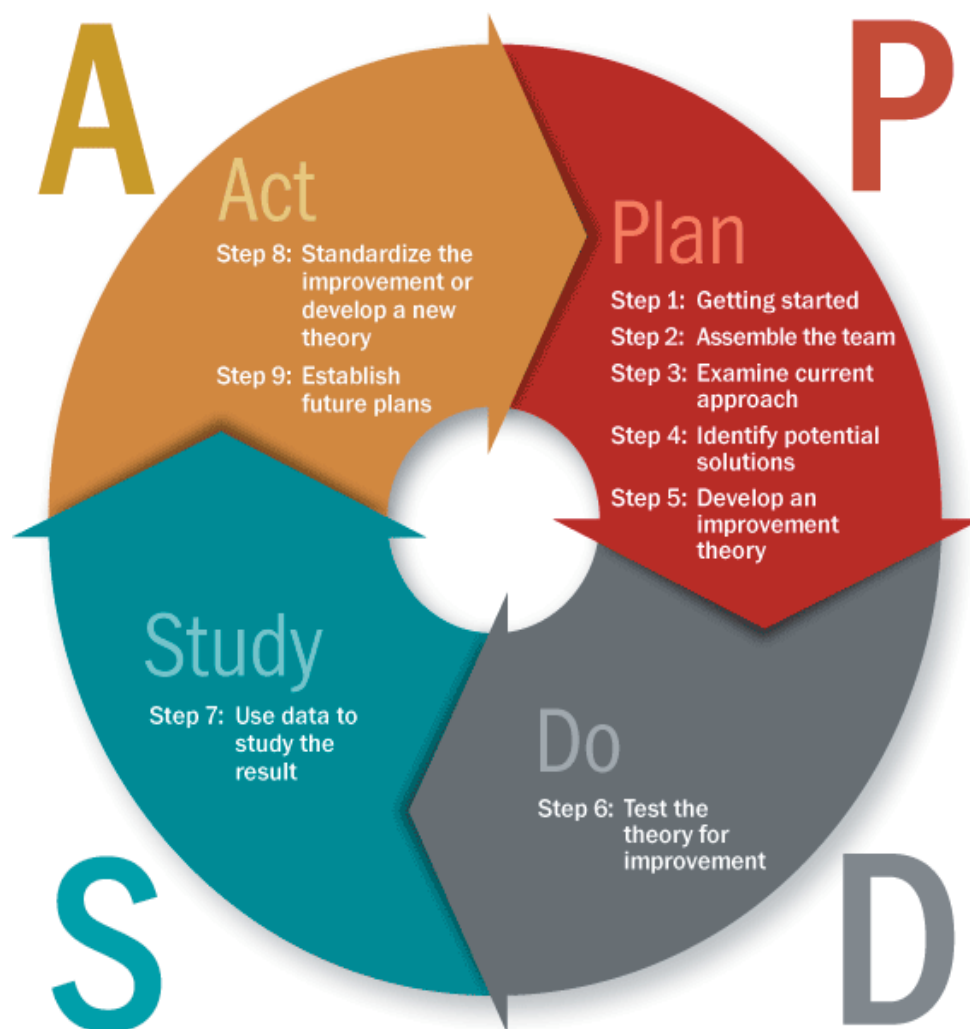 A
P
Act
Step 8: Standardize the
improvement or
develop a new
theory
Step 9: Establish
future plans
Plan
Step 1: Getting started
Step 2: Assemble the team
Step 3: Examine current
approach
Step 4: Identify potential
solutions
Step 5: Develop an
improvement
theory
Study
Step 7: Use data to
study the
result
Do
Step 6: Test the
theory for
improvement
S
D